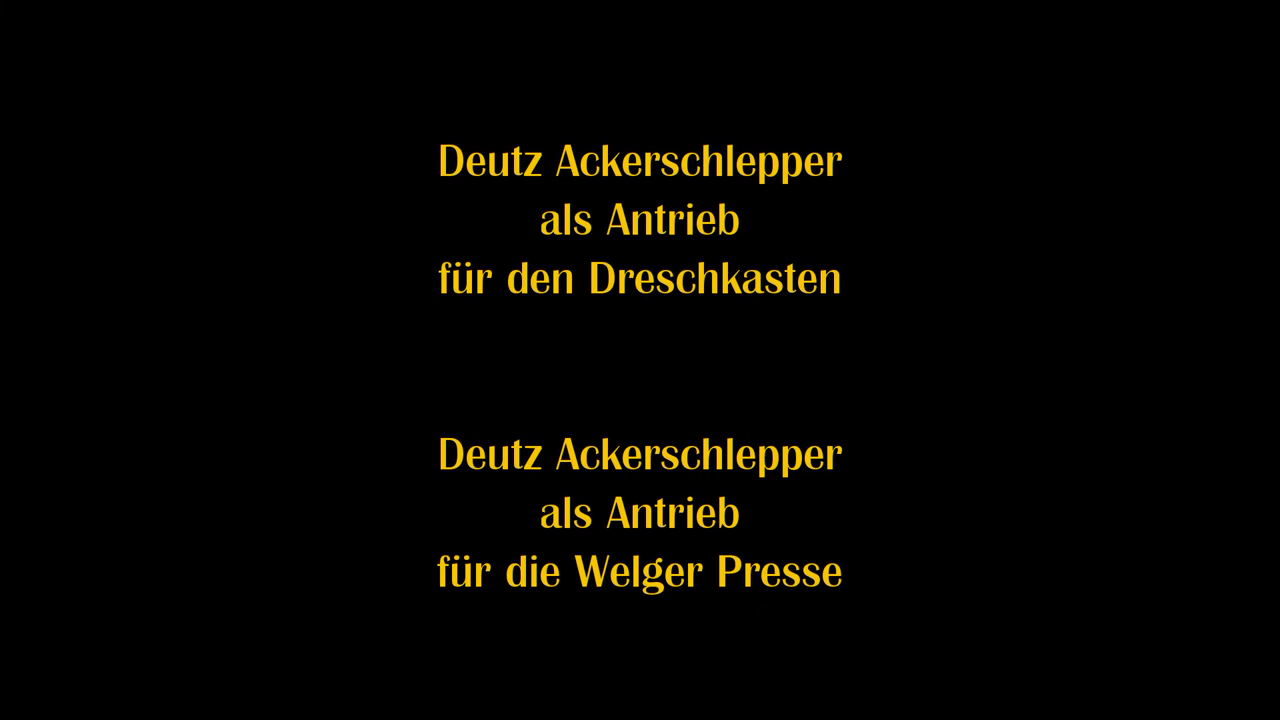 Deutz Ackerschlepper
als Antrieb
für den Dreschkasten
Deutz Ackerschlepper
als Antrieb
für die Welger Presse